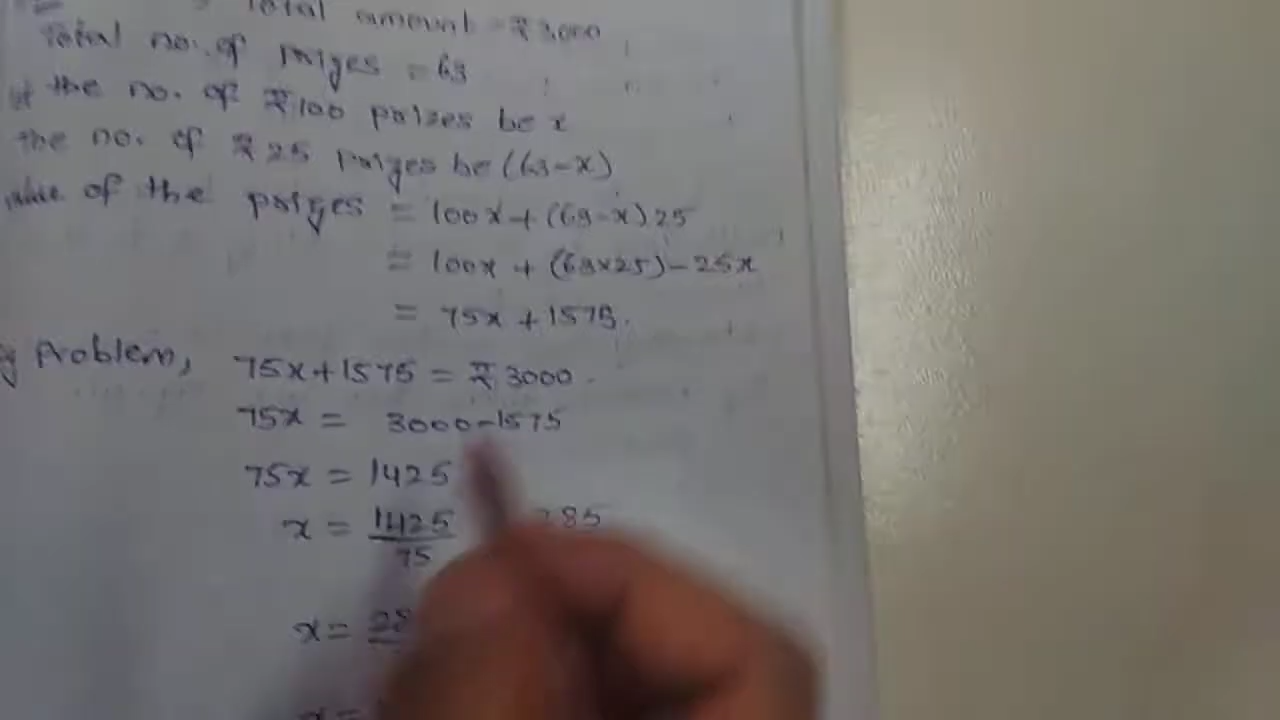 Total amount = ₹3000
Total no. of prizes = 63
the no. of ₹100 prizes be x
the no. of ₹25 prizes be (63-x)
of the prizes = 100x + (63-x)25
= 100x + (63x25) - 25x
= 75x + 1575.
Problem, 75x+1575 = ₹3000.
75x = 3000-1575
75x = 1425
x = 1425/75 285
x =